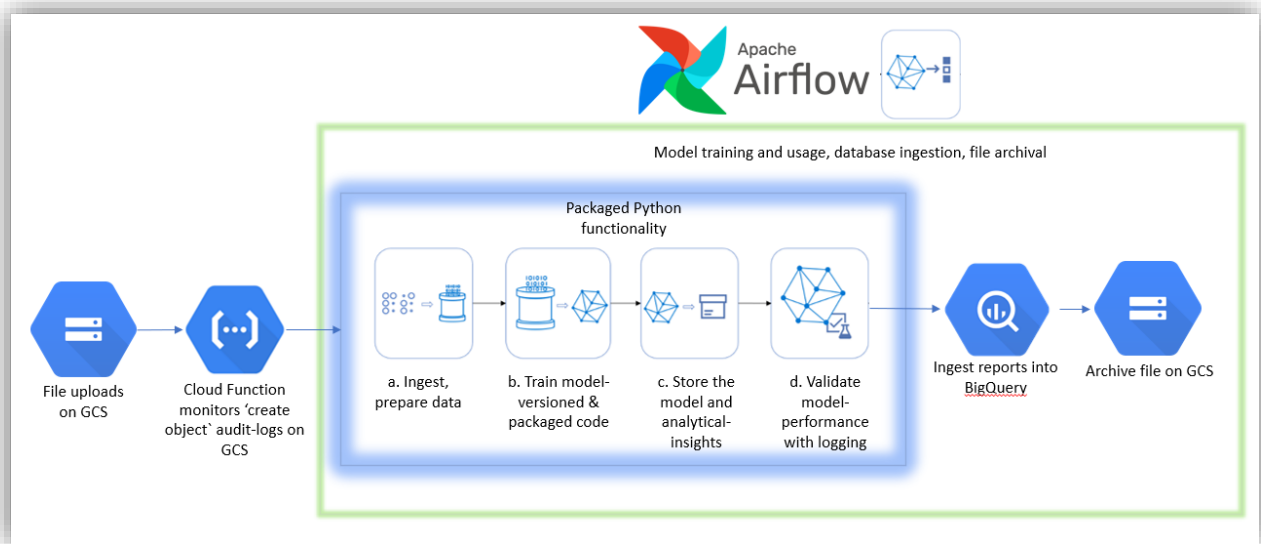 Apache
Airflow
Model training and usage, database ingestion, file archival
Packaged Python
functionality
File uploads
on GCS
Cloud Function
monitors ‘create
object` audit-logs on
GCS
a. Ingest,
prepare data
b. Train model-
versioned &
packaged code
c. Store the
model and
analytical-
insights
d. Validate
model-
performance
with logging
Ingest reports into
BigQuery
Archive file on GCS